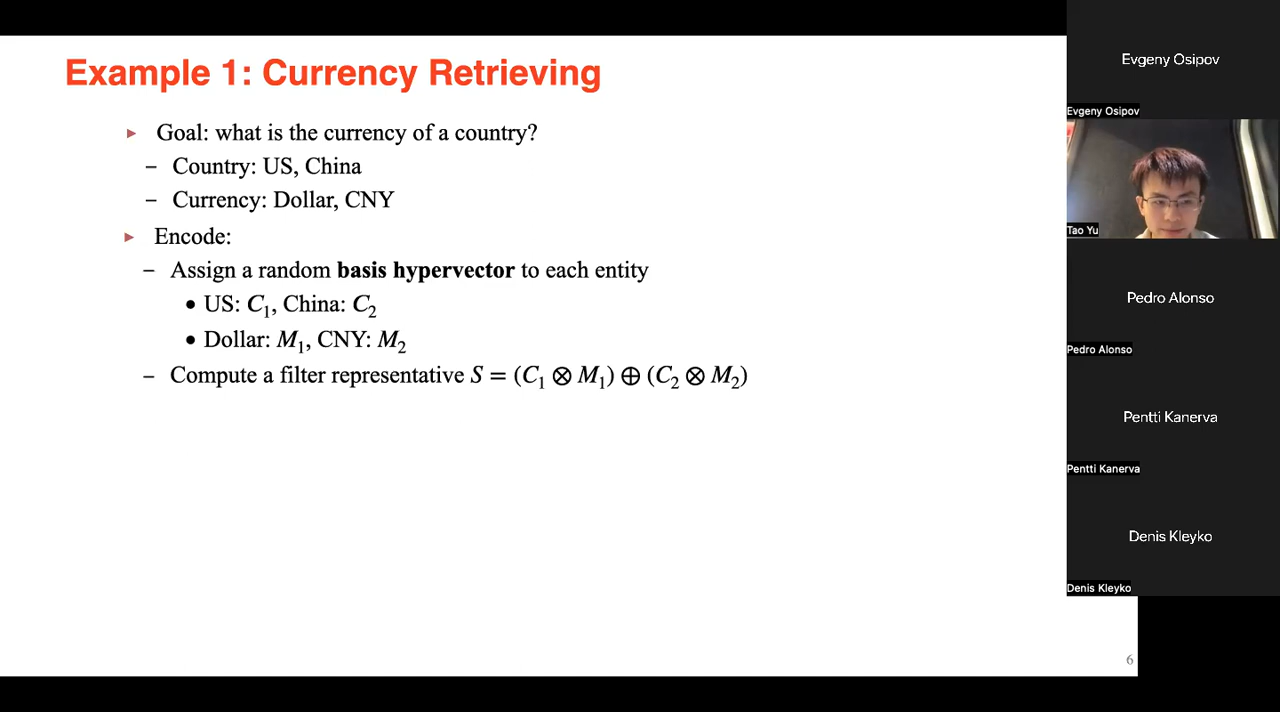 Example 1: Currency Retrieving
▸ Goal: what is the currency of a country?
– Country: US, China
– Currency: Dollar, CNY
▸ Encode:
– Assign a random basis hypervector to each entity
• US: C₁, China: C₂
• Dollar: M₁, CNY: M₂
– Compute a filter representative S = (C₁ ⊗ M₁) ⊕ (C₂ ⊗ M₂)
6
Evgeny Osipov
Evgeny Osipov
Tao Yu
Pedro Alonso
Pedro Alonso
Pentti Kanerva
Pentti Kanerva
Denis Kleyko
Denis Kleyko